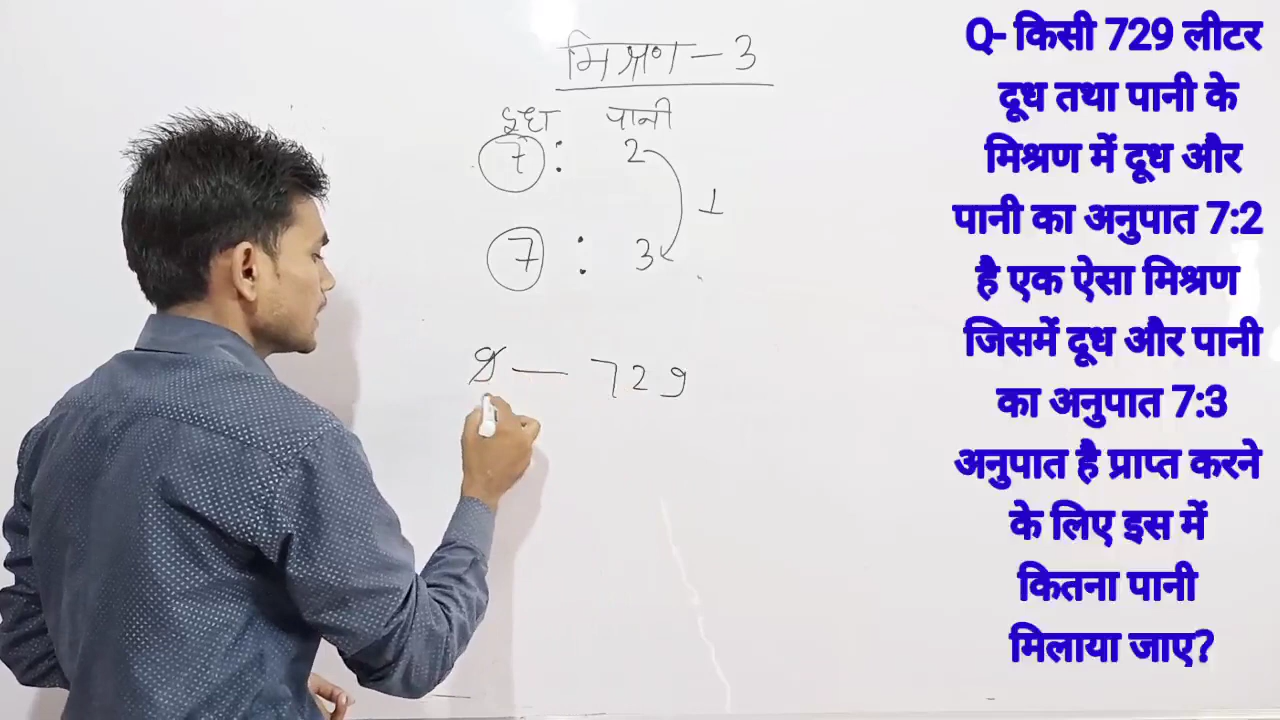 मिश्रण - 3
दूध पानी
7 : 2
1
7 : 3
9 — 729
Q- किसी 729 लीटर
दूध तथा पानी के
मिश्रण में दूध और
पानी का अनुपात 7:2
है एक ऐसा मिश्रण
जिसमें दूध और पानी
का अनुपात 7:3
अनुपात है प्राप्त करने
के लिए इस में
कितना पानी
मिलाया जाए?